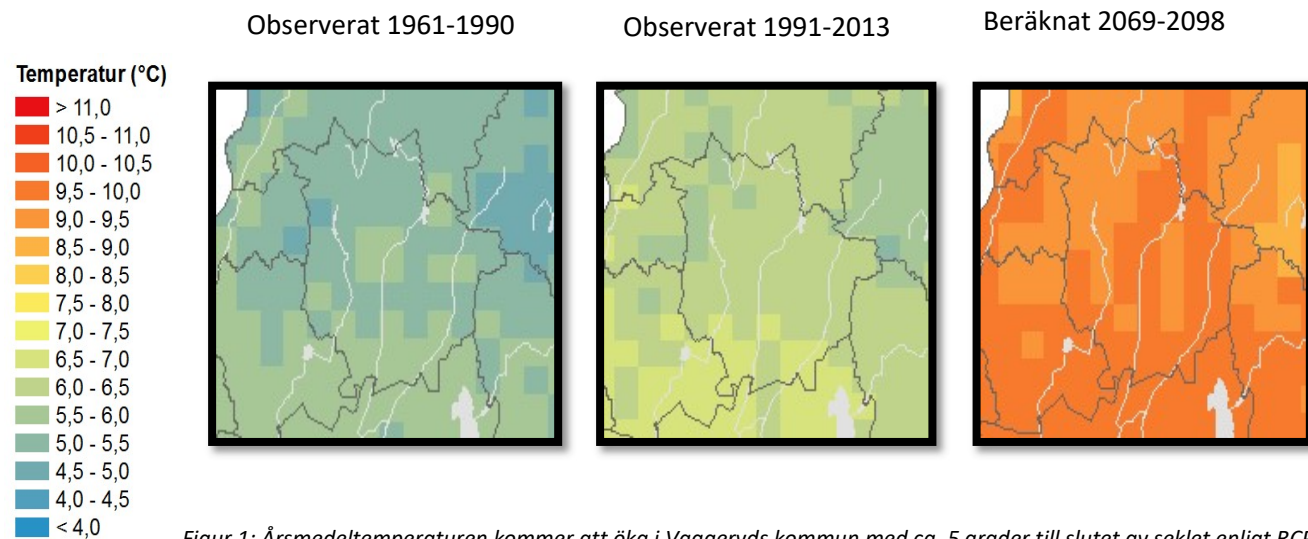 Observerat 1961-1990
Observerat 1991-2013
Beräknat 2069-2098
Temperatur (°C)
> 11,0
10,5 - 11,0
10,0 - 10,5
9,5 - 10,0
9,0 - 9,5
8,5 - 9,0
8,0 - 8,5
7,5 - 8,0
7,0 - 7,5
6,5 - 7,0
6,0 - 6,5
5,5 - 6,0
5,0 - 5,5
4,5 - 5,0
4,0 - 4,5
< 4,0
Figur 1: Årsmedeltemperaturen kommer att öka i Vaggeryds kommun med ca. 5 grader till slutet av seklet enligt RCP